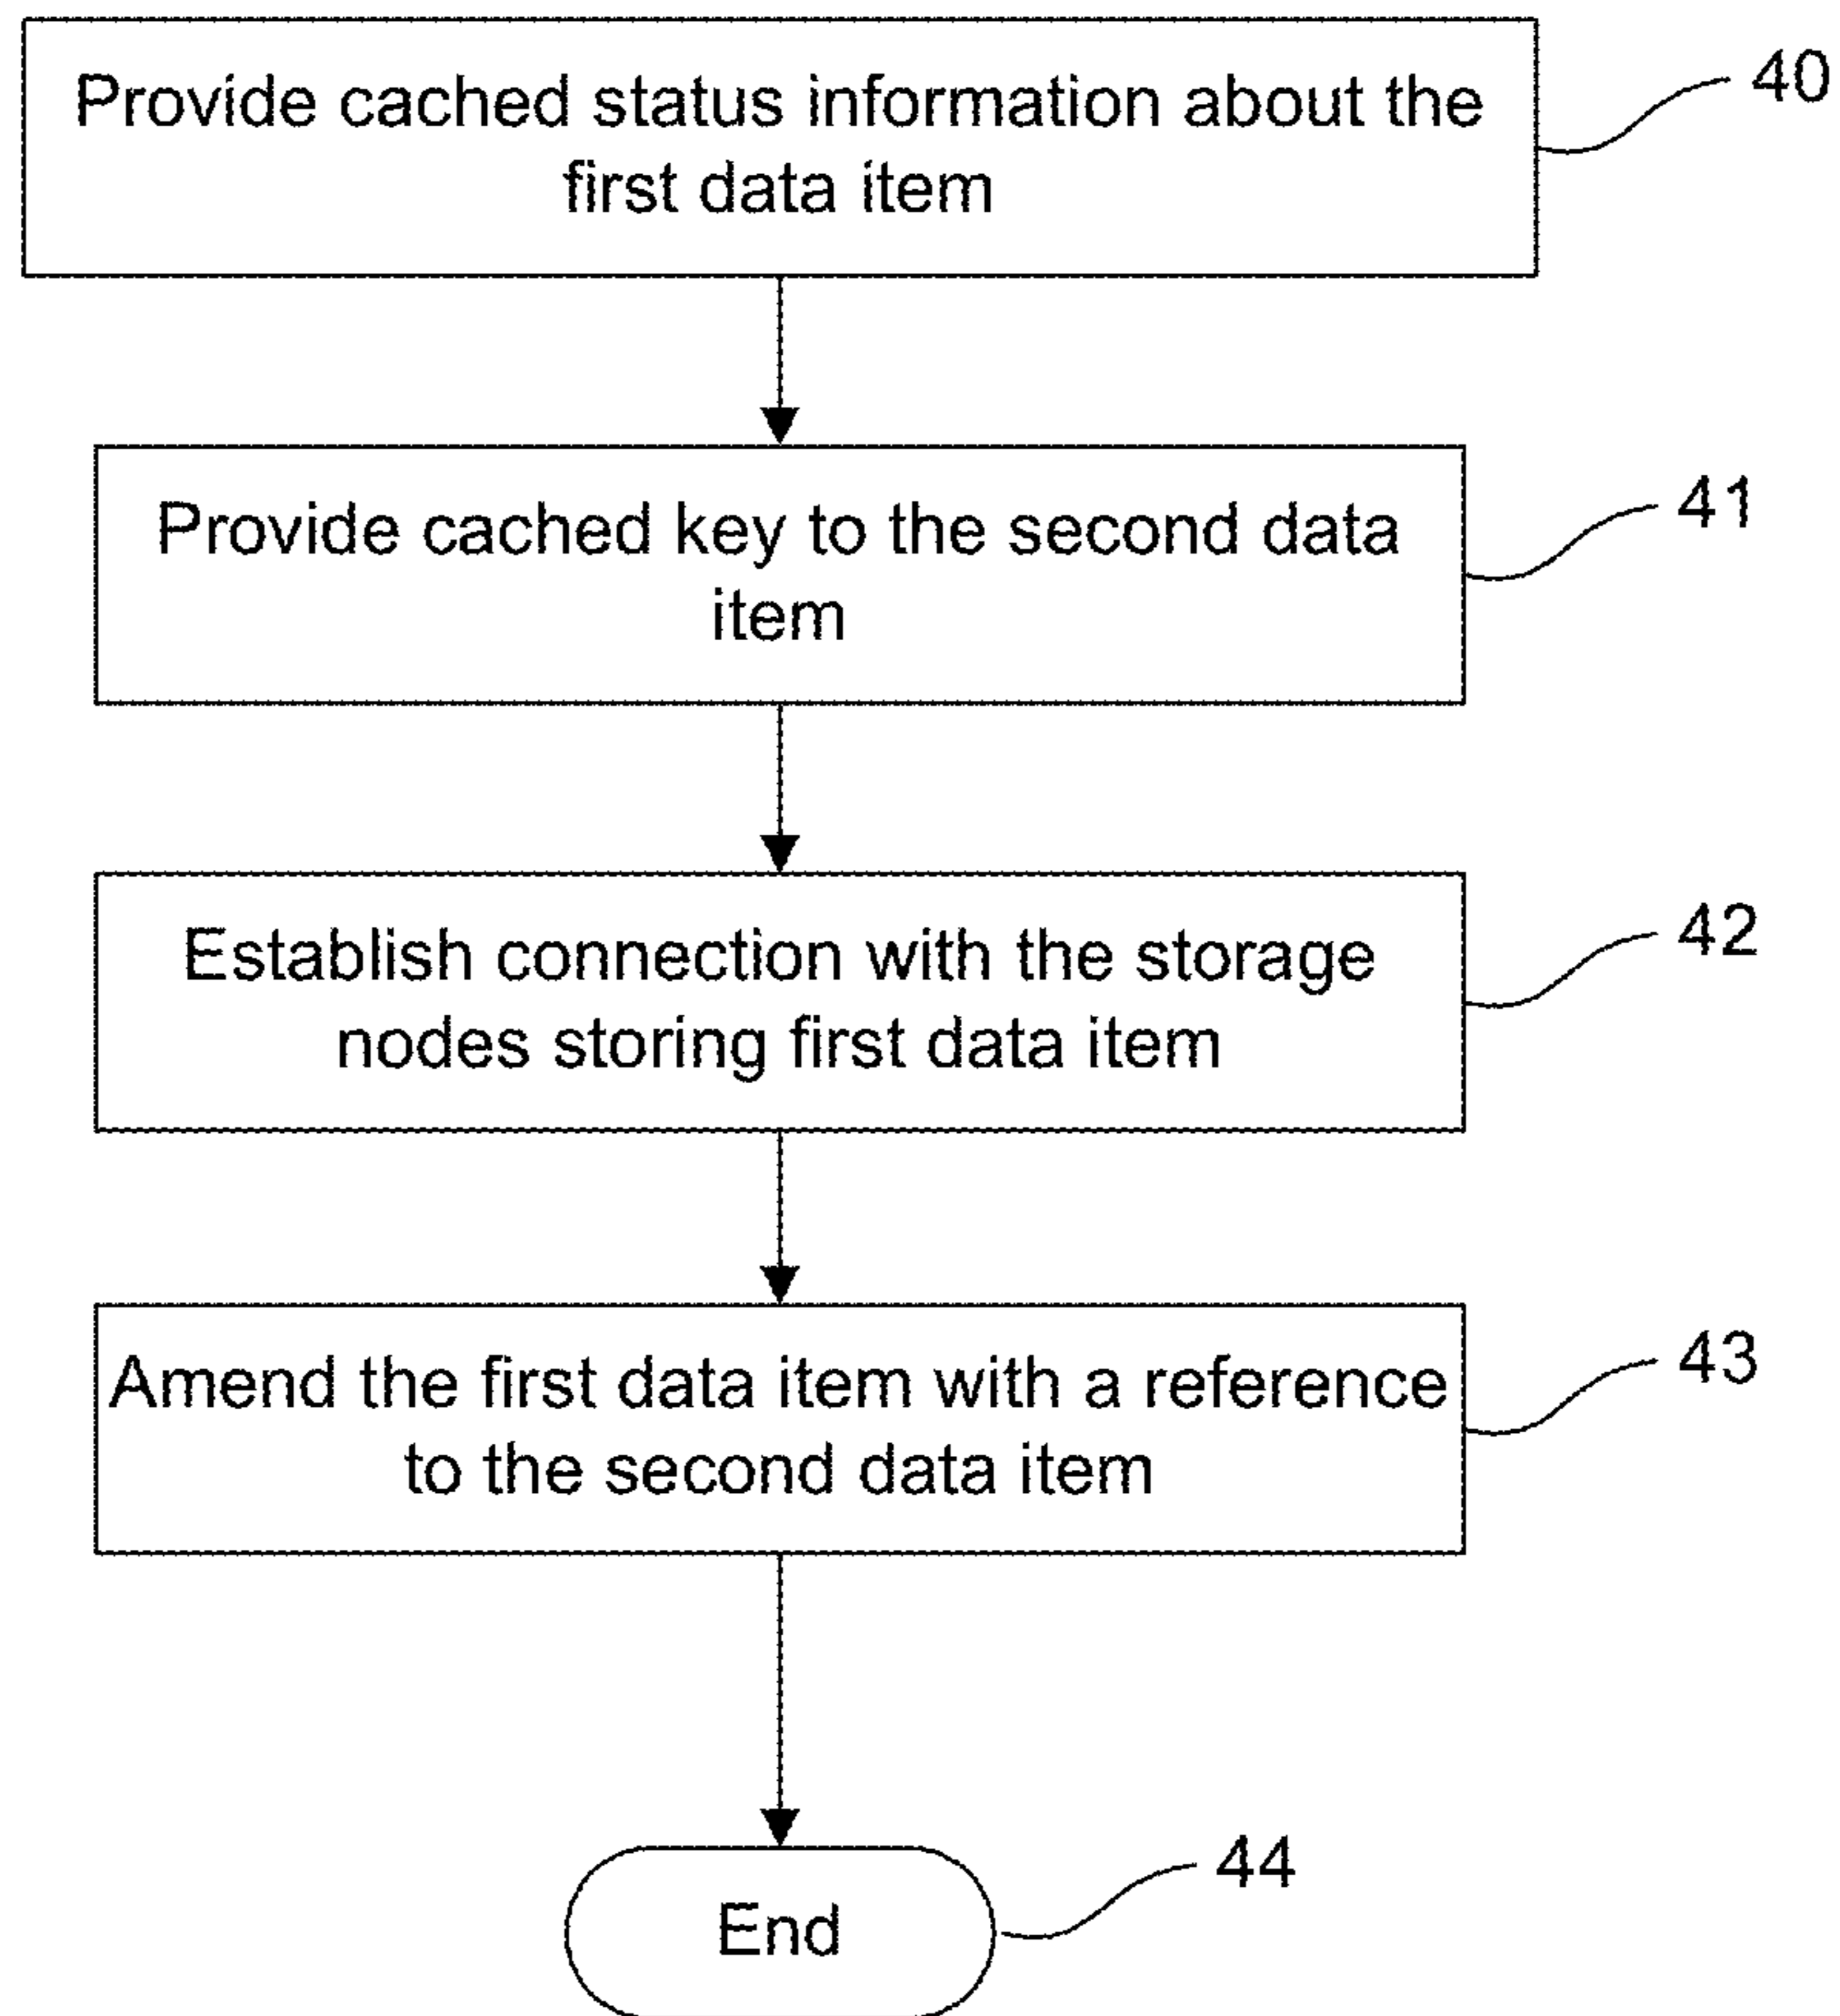 Provide cached status information about the
first data item
40
Provide cached key to the second data
item
41
Establish connection with the storage
nodes storing first data item
42
Amend the first data item with a reference
to the second data item
43
End
44